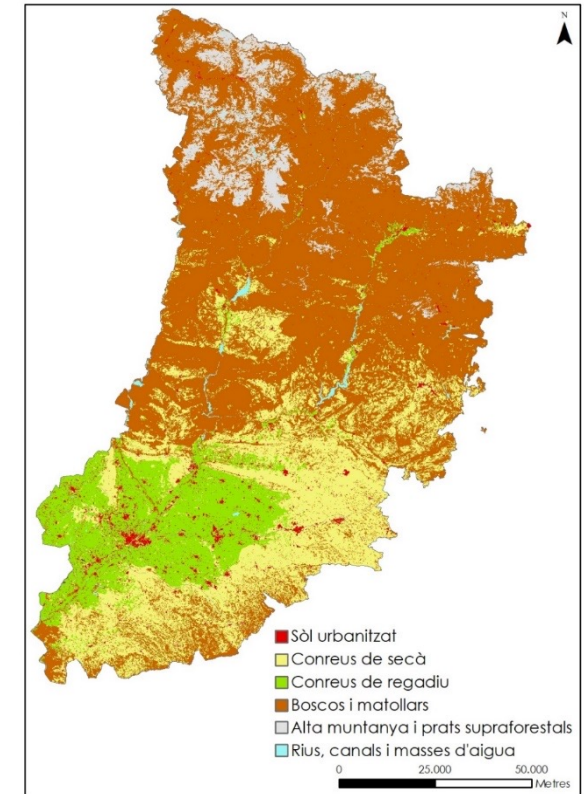 N
Sòl urbanitzat
Conreus de secà
Conreus de regadiu
Boscos i matollars
Alta muntanya i prats supraforestals
Rius, canals i masses d'aigua
0 25.000 50.000
Metres